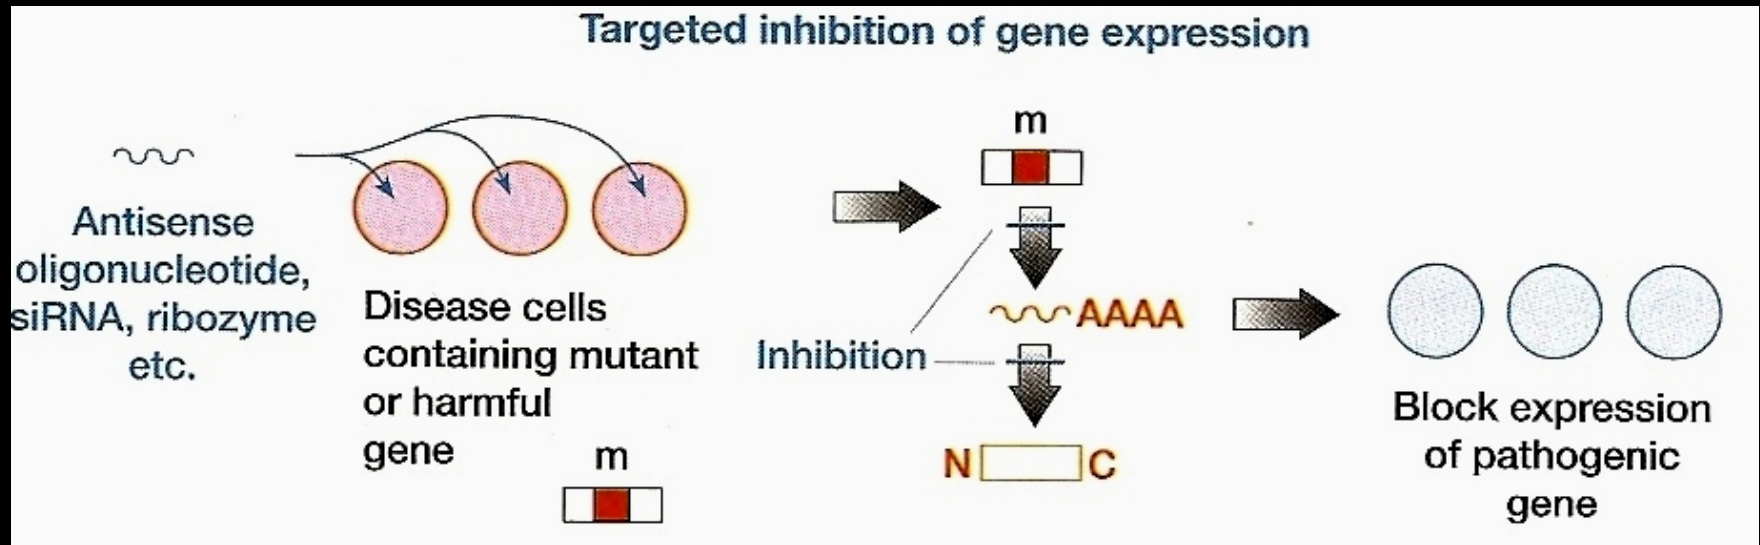 Targeted inhibition of gene expression
Antisense
oligonucleotide,
siRNA, ribozyme
etc.
Disease cells
containing mutant
or harmful
gene
m
m
AAAA
Inhibition
N
C
Block expression
of pathogenic
gene